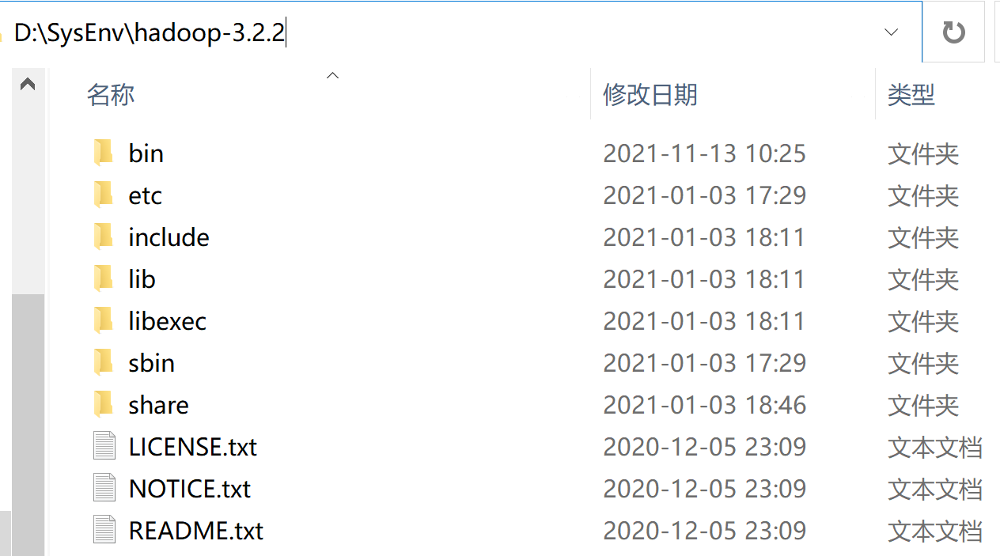 D:\SysEnv\hadoop-3.2.2
名称 修改日期 类型
bin 2021-11-13 10:25 文件夹
etc 2021-01-03 17:29 文件夹
include 2021-01-03 18:11 文件夹
lib 2021-01-03 18:11 文件夹
libexec 2021-01-03 18:11 文件夹
sbin 2021-01-03 17:29 文件夹
share 2021-01-03 18:46 文件夹
LICENSE.txt 2020-12-05 23:09 文本文档
NOTICE.txt 2020-12-05 23:09 文本文档
README.txt 2020-12-05 23:09 文本文档